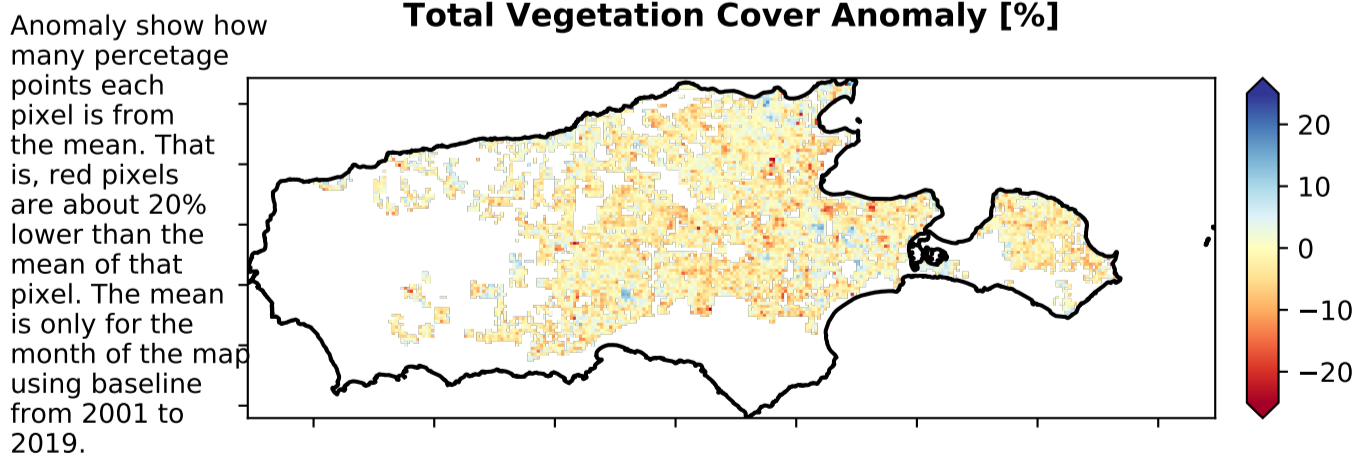 Total Vegetation Cover Anomaly [%]
Anomaly show how
many percetage
points each
pixel is from
the mean. That
is, red pixels
are about 20%
lower than the
mean of that
pixel. The mean
is only for the
month of the map
using baseline
from 2001 to
2019.
20
10
0
−10
−20